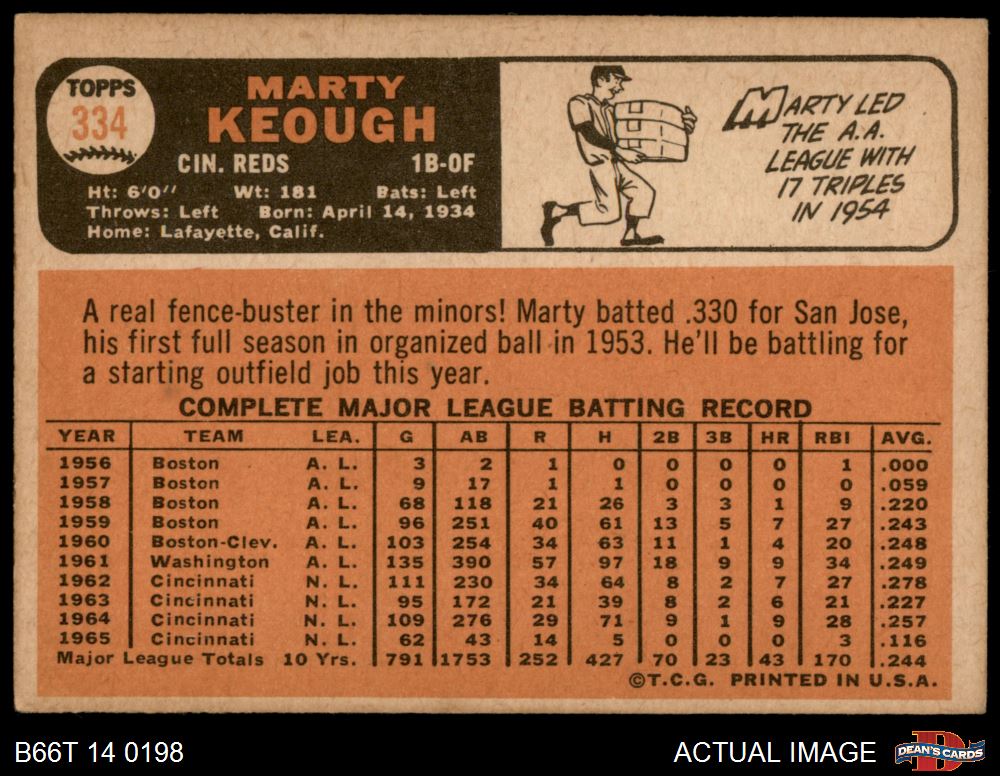 TOPPS
334
MARTY
KEOUGH
CIN. REDS 1B-OF
Ht: 6'0" Wt: 181 Bats: Left
Throws: Left Born: April 14, 1934
Home: Lafayette, Calif.
MARTY LED
THE A.A.
LEAGUE WITH
17 TRIPLES
IN 1954
A real fence-buster in the minors! Marty batted .330 for San Jose,
his first full season in organized ball in 1953. He'll be battling for
a starting outfield job this year.
COMPLETE MAJOR LEAGUE BATTING RECORD
YEAR TEAM LEA. G AB R H 2B 3B HR RBI AVG.
1956 Boston A. L. 3 2 1 0 0 0 0 1 .000
1957 Boston A. L. 9 17 1 1 0 0 0 0 .059
1958 Boston A. L. 68 118 21 26 3 3 1 9 .220
1959 Boston A. L. 96 251 40 61 13 5 7 27 .243
1960 Boston-Clev. A. L. 103 254 34 63 11 1 4 20 .248
1961 Washington A. L. 135 390 57 97 18 9 9 34 .249
1962 Cincinnati N. L. 111 230 34 64 8 2 7 27 .278
1963 Cincinnati N. L. 95 172 21 39 8 2 6 21 .227
1964 Cincinnati N. L. 109 276 29 71 9 1 9 28 .257
1965 Cincinnati N. L. 62 43 14 5 0 0 0 3 .116
Major League Totals 10 Yrs. 791 1753 252 427 70 23 43 170 .244
©T.C.G. PRINTED IN U.S.A.
B66T 14 0198 ACTUAL IMAGE
D
DEAN'S CARDS